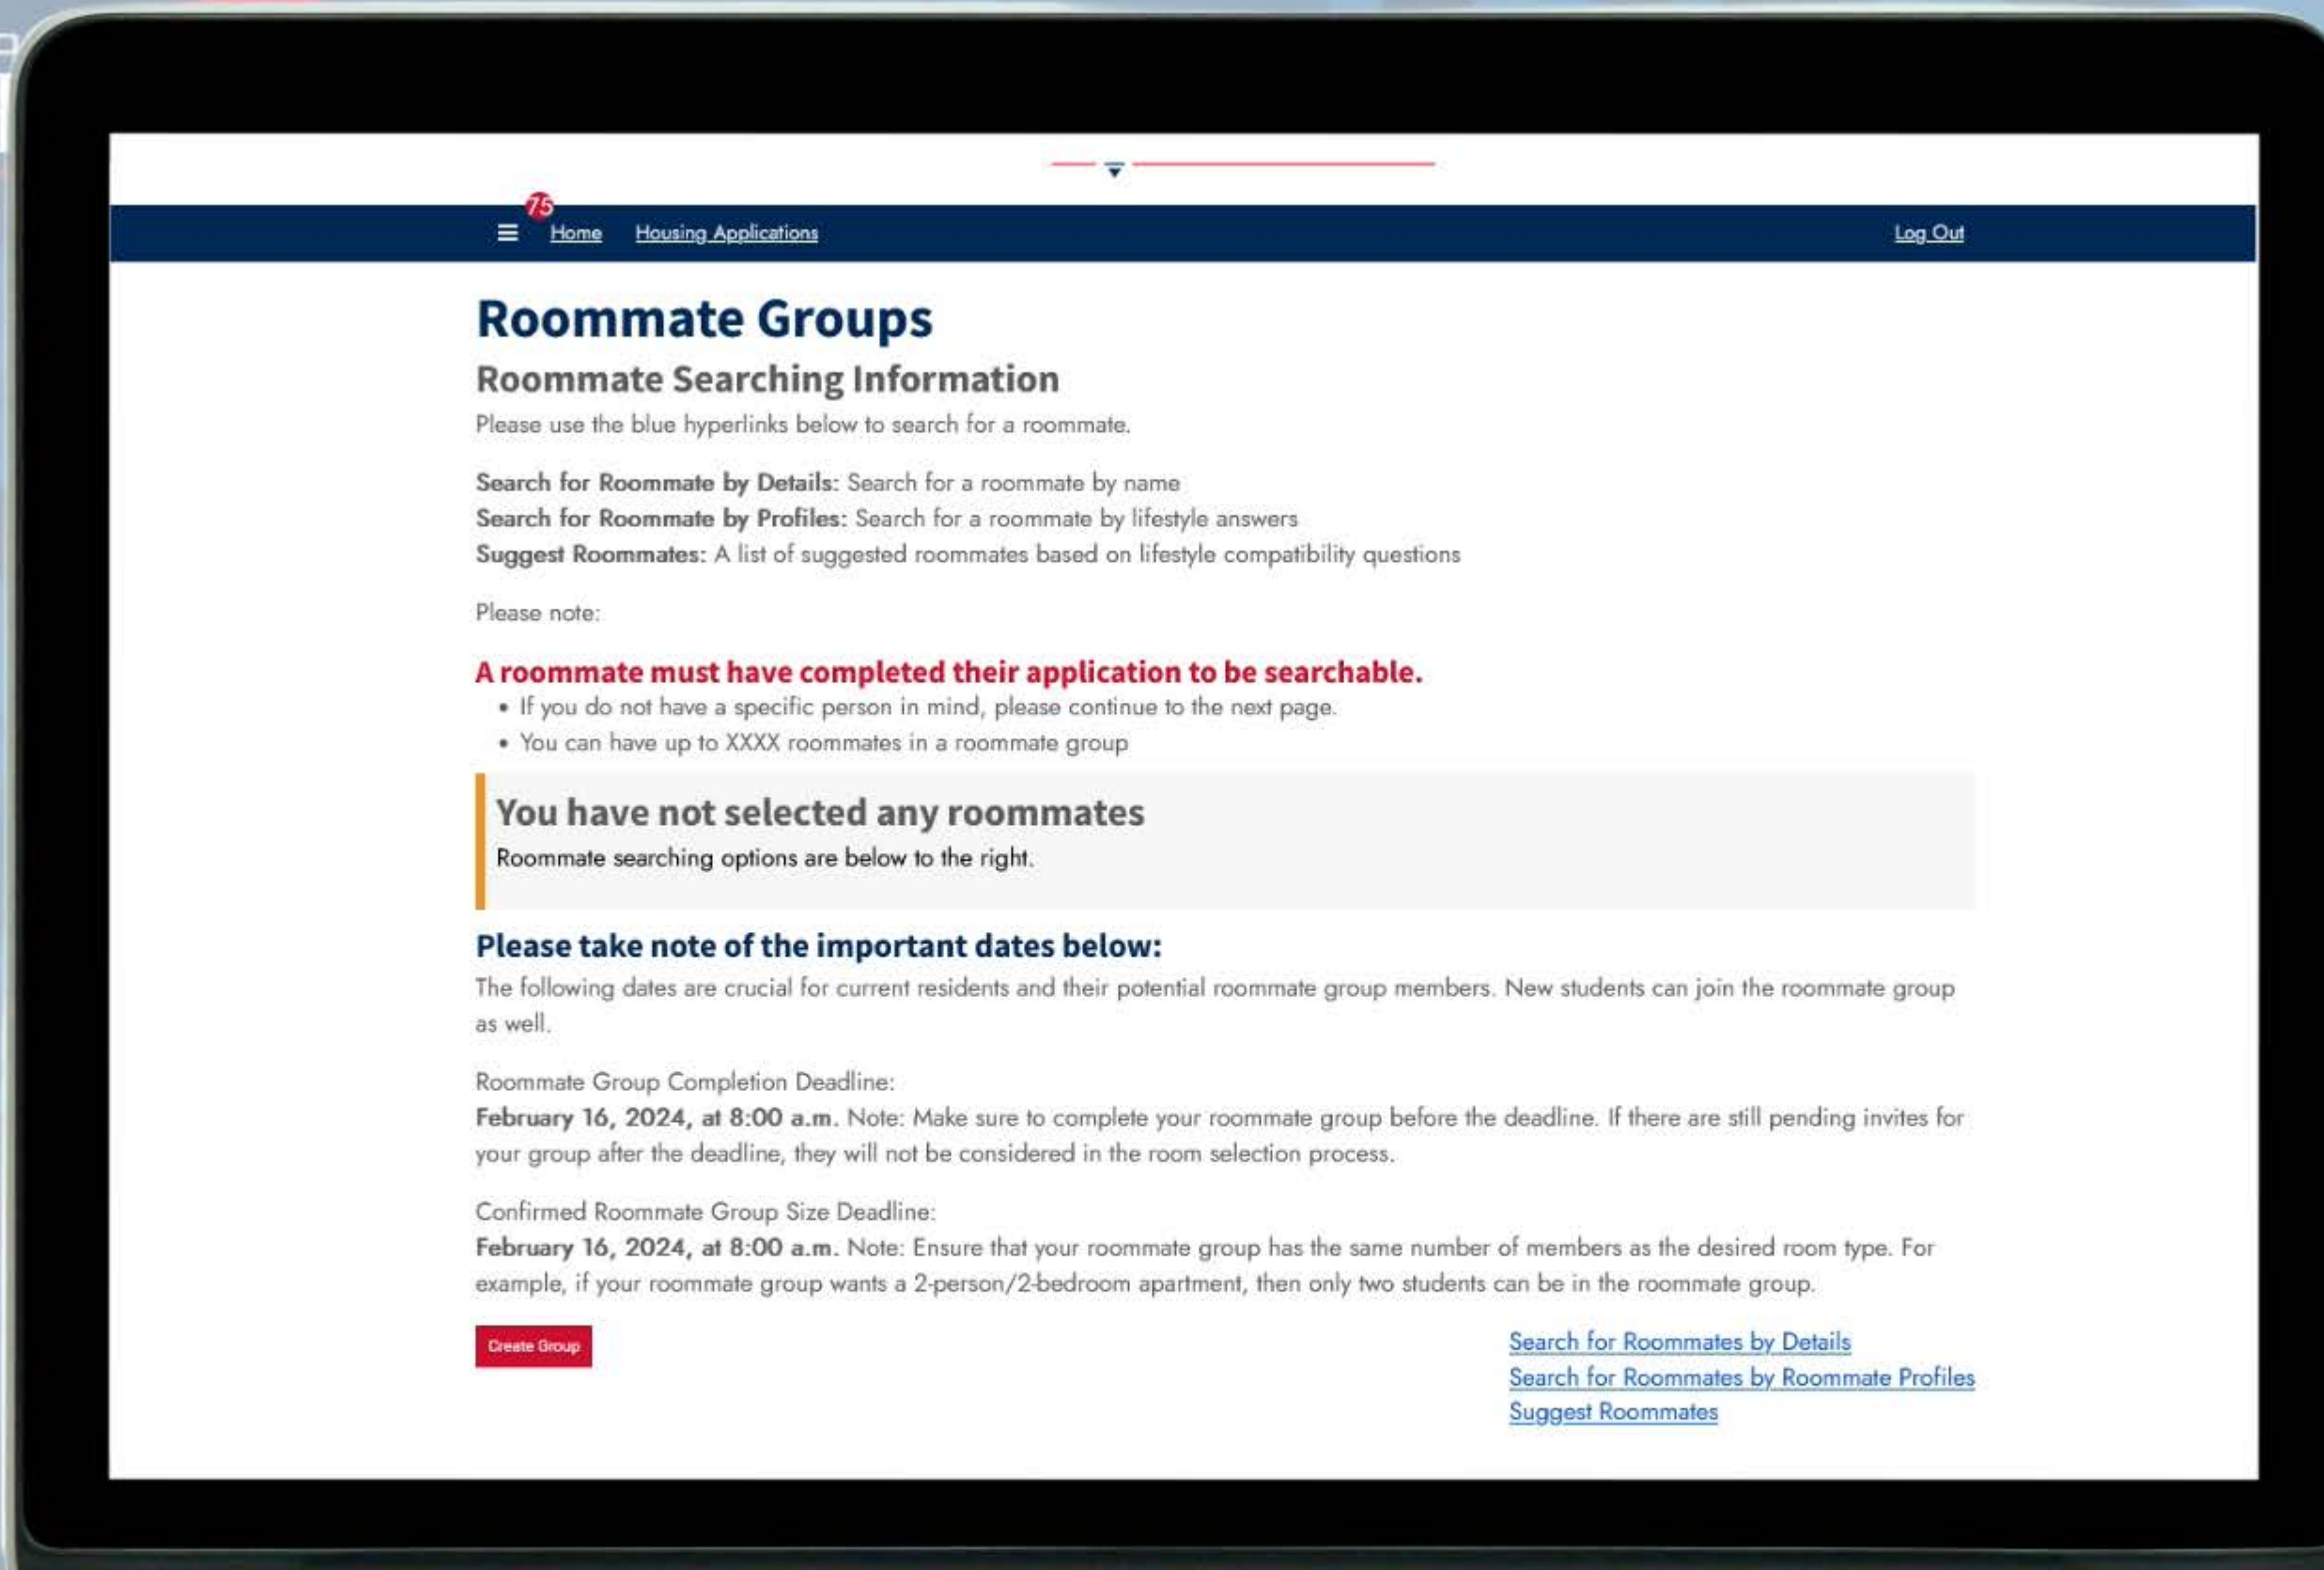 75
Home Housing Applications Log Out
Roommate Groups
Roommate Searching Information
Please use the blue hyperlinks below to search for a roommate.
Search for Roommate by Details: Search for a roommate by name
Search for Roommate by Profiles: Search for a roommate by lifestyle answers
Suggest Roommates: A list of suggested roommates based on lifestyle compatibility questions
Please note:
A roommate must have completed their application to be searchable.
• If you do not have a specific person in mind, please continue to the next page.
• You can have up to XXXX roommates in a roommate group
You have not selected any roommates
Roommate searching options are below to the right.
Please take note of the important dates below:
The following dates are crucial for current residents and their potential roommate group members. New students can join the roommate group
as well.
Roommate Group Completion Deadline:
February 16, 2024, at 8:00 a.m. Note: Make sure to complete your roommate group before the deadline. If there are still pending invites for
your group after the deadline, they will not be considered in the room selection process.
Confirmed Roommate Group Size Deadline:
February 16, 2024, at 8:00 a.m. Note: Ensure that your roommate group has the same number of members as the desired room type. For
example, if your roommate group wants a 2-person/2-bedroom apartment, then only two students can be in the roommate group.
Create Group
Search for Roommates by Details
Search for Roommates by Roommate Profiles
Suggest Roommates